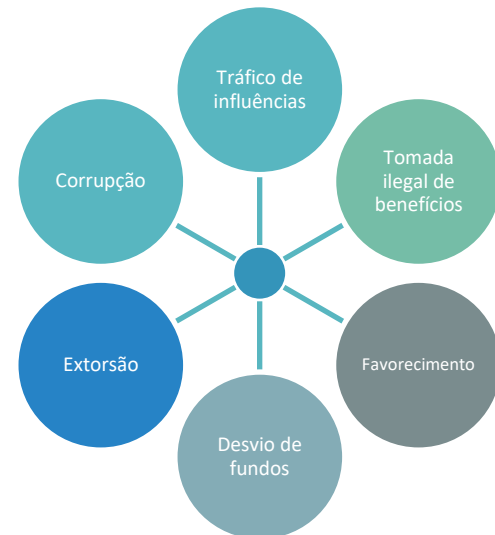 Tráfico de
influências
Tomada
ilegal de
benefícios
Favorecimento
Desvio de
fundos
Extorsão
Corrupção